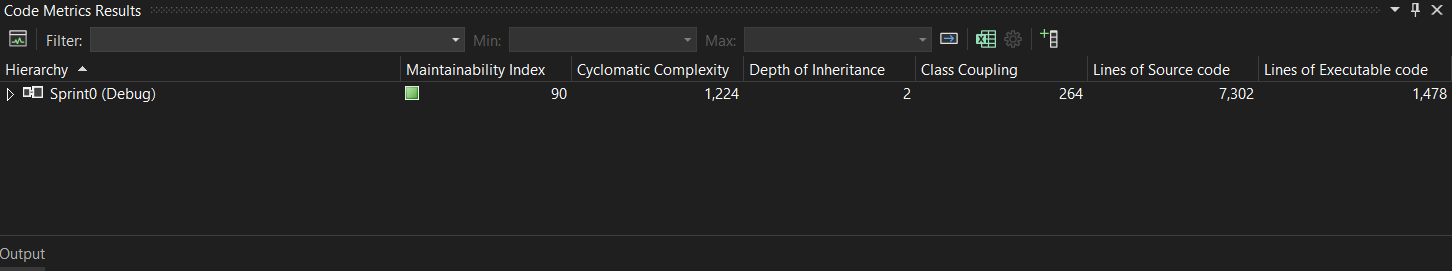 Code Metrics Results
Filter: Min: Max:
Hierarchy Maintainability Index Cyclomatic Complexity Depth of Inheritance Class Coupling Lines of Source code Lines of Executable code
Sprint0 (Debug) 90 1,224 2 264 7,302 1,478
Output